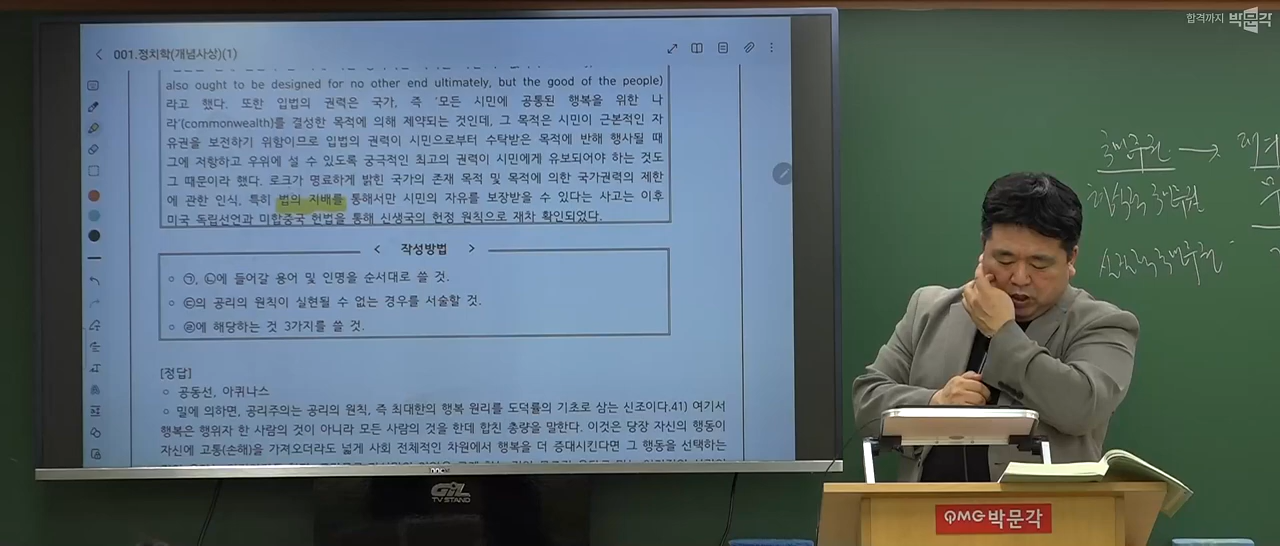 합격까지 박문각
001.정치학(개념사상)(1)
also ought to be designed for no other end ultimately, but the good of the people)
라고 했다. 또한 입법의 권력은 국가, 즉 '모든 시민에 공통된 행복을 위한 나
라'(commonwealth)를 결성한 목적에 의해 제약되는 것인데, 그 목적은 시민이 근본적인 자
유권을 보전하기 위함이므로 입법의 권력이 시민으로부터 수탁받은 목적에 반해 행사될 때
그에 저항하고 우위에 설 수 있도록 궁극적인 최고의 권력이 시민에게 유보되어야 하는 것도
그 때문이라 했다. 로크가 명료하게 밝힌 국가의 존재 목적 및 목적에 의한 국가권력의 제한
에 관한 인식, 특히 법의 지배를 통해서만 시민의 자유를 보장받을 수 있다는 사고는 이후
미국 독립선언과 미합중국 헌법을 통해 신생국의 헌정 원칙으로 재차 확인되었다.
< 작성방법 >
○ ㉠, ㉡에 들어갈 용어 및 인명을 순서대로 쓸 것.
○ ㉢의 공리의 원칙이 실현될 수 없는 경우를 서술할 것.
○ ㉣에 해당하는 것 3가지를 쓸 것.
[정답]
○ 공동선, 아퀴나스
○ 밀에 의하면, 공리주의는 공리의 원칙, 즉 최대한의 행복 원리를 도덕률의 기초로 삼는 신조이다.41) 여기서
행복은 행위자 한 사람의 것이 아니라 모든 사람의 것을 한데 합친 총량을 말한다. 이것은 당장 자신의 행동이
자신에 고통(손해)을 가져오더라도 넓게 사회 전체적인 차원에서 행복을 더 증대시킨다면 그 행동을 선택하는
국민주권 →
국민주권
국민주권
GIL
TV STAND
PMG 박문각